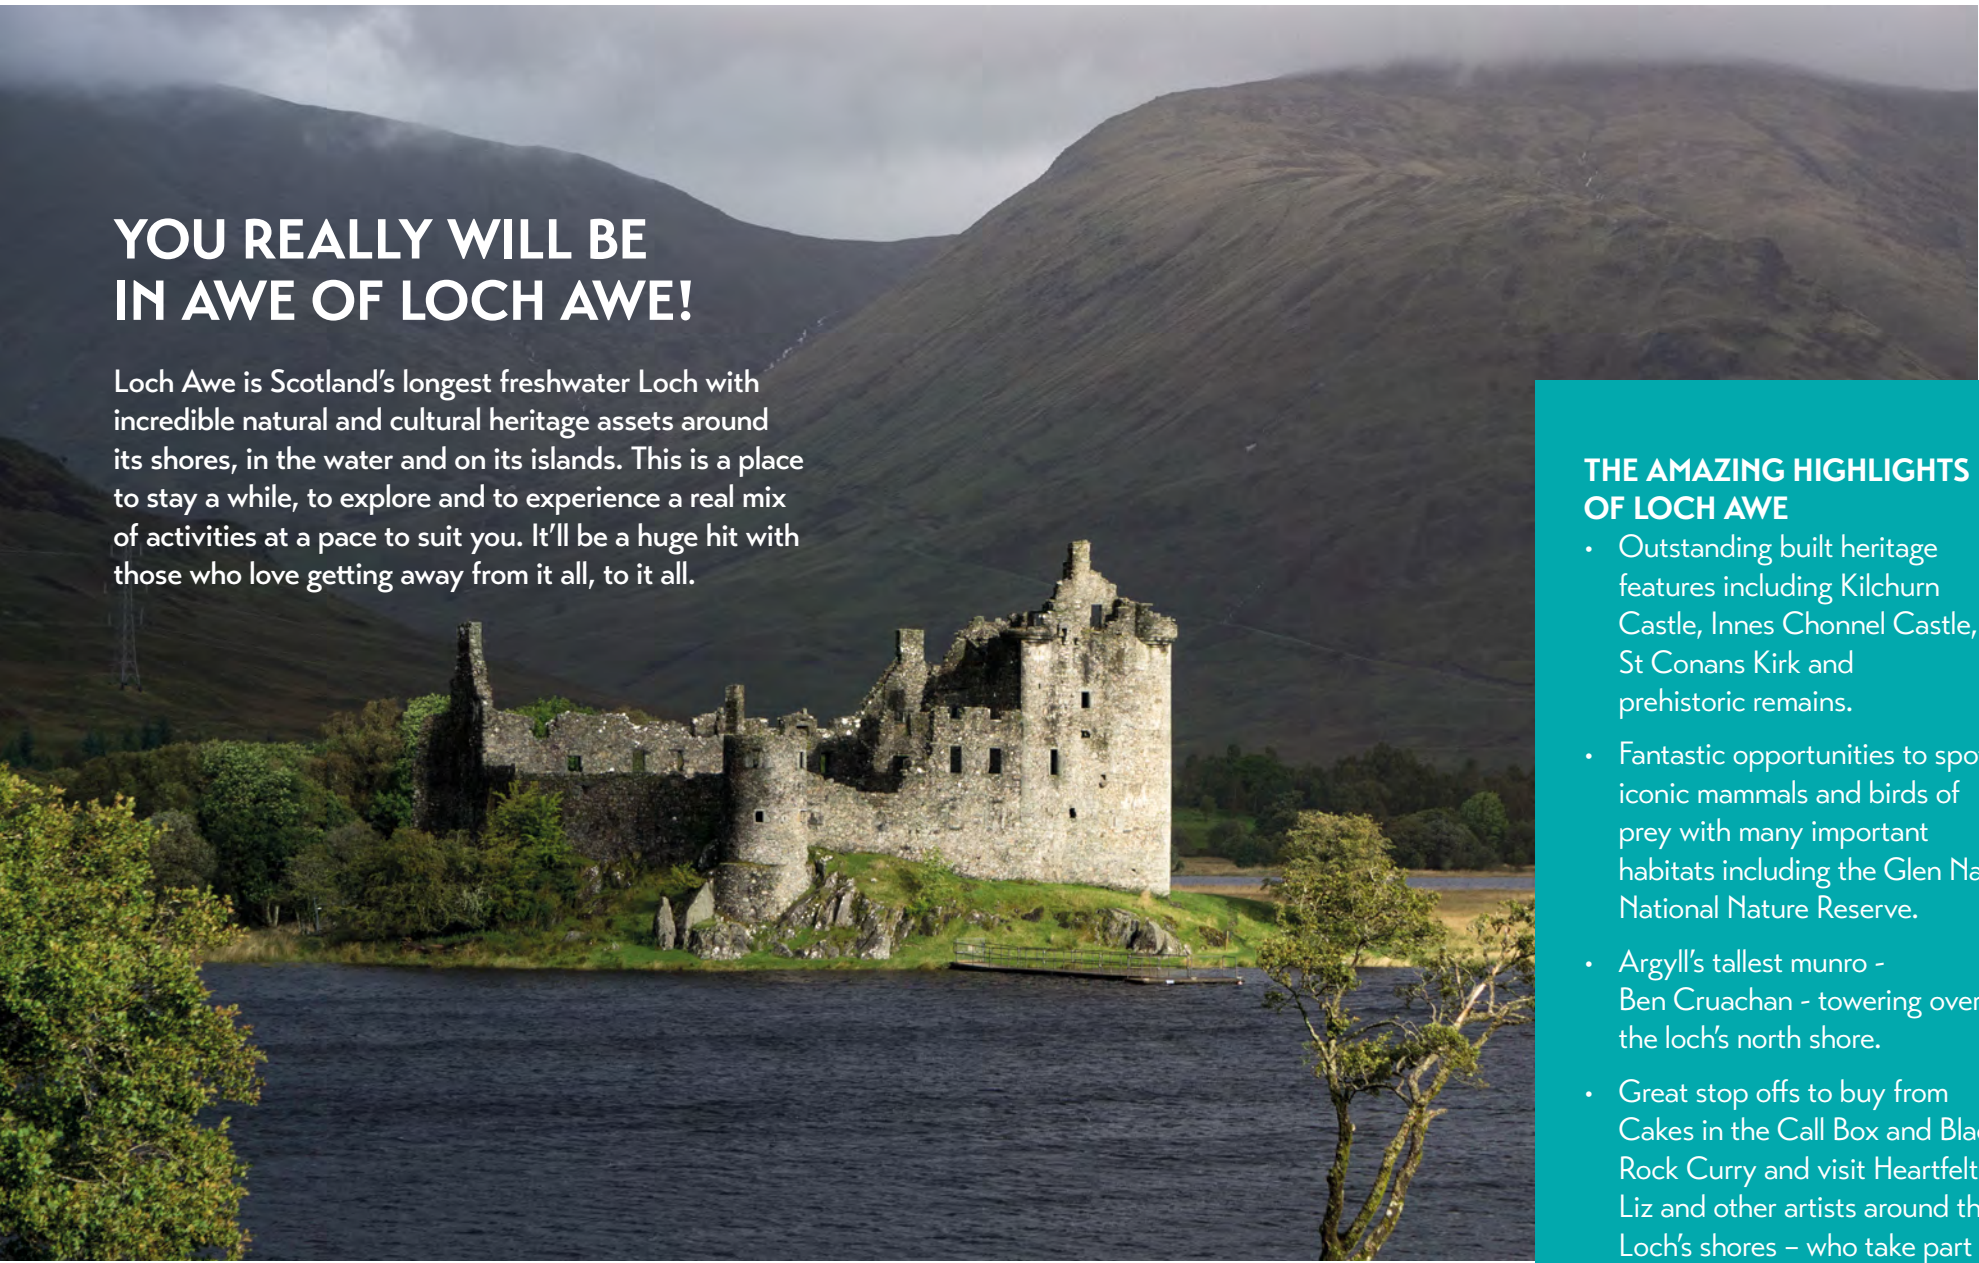 YOU REALLY WILL BE
IN AWE OF LOCH AWE!
Loch Awe is Scotland's longest freshwater Loch with
incredible natural and cultural heritage assets around
its shores, in the water and on its islands. This is a place
to stay a while, to explore and to experience a real mix
of activities at a pace to suit you. It'll be a huge hit with
those who love getting away from it all, to it all.
THE AMAZING HIGHLIGHTS
OF LOCH AWE
• Outstanding built heritage
features including Kilchurn
Castle, Innes Chonnel Castle,
St Conans Kirk and
prehistoric remains.
• Fantastic opportunities to
iconic mammals and birds of
prey with many important
habitats including the Glen
National Nature Reserve.
• Argyll's tallest munro -
Ben Cruachan - towering over
the loch's north shore.
• Great stop offs to buy from
Cakes in the Call Box and
Rock Curry and visit Heartfelt
Liz and other artists around
Loch's shores – who take part